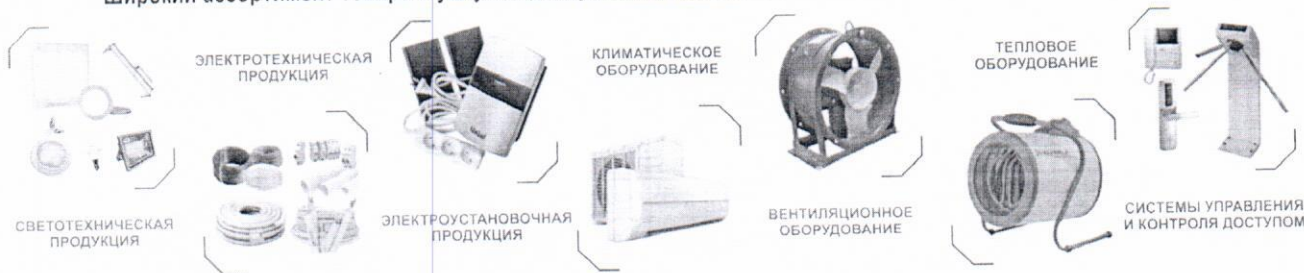 ЭЛЕКТРОТЕХНИЧЕСКАЯ
ПРОДУКЦИЯ
КЛИМАТИЧЕСКОЕ
ОБОРУДОВАНИЕ
ТЕПЛОВОЕ
ОБОРУДОВАНИЕ
СВЕТОТЕХНИЧЕСКАЯ
ПРОДУКЦИЯ
ЭЛЕКТРОУСТАНОВОЧНАЯ
ПРОДУКЦИЯ
ВЕНТИЛЯЦИОННОЕ
ОБОРУДОВАНИЕ
СИСТЕМЫ УПРАВЛЕНИЯ
И КОНТРОЛЯ ДОСТУПОМ